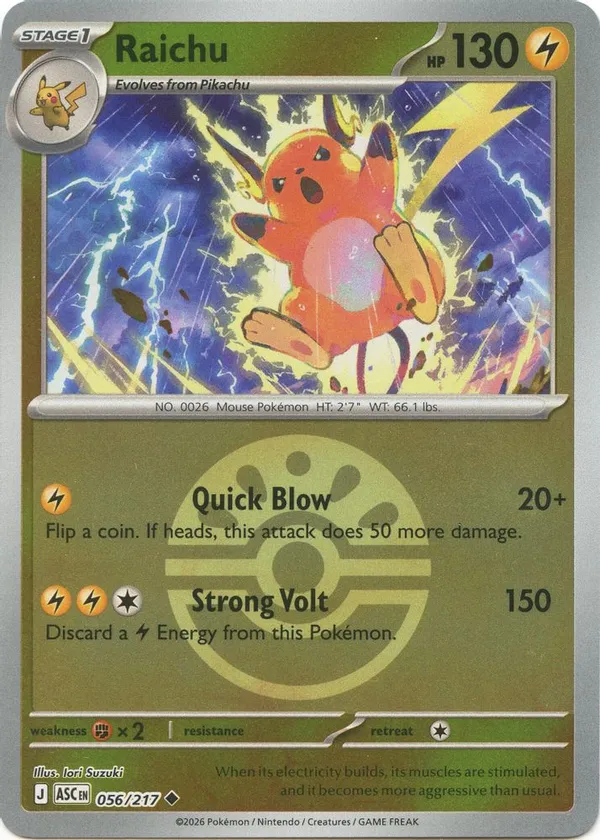 STAGE 1
Raichu
HP 130
Evolves from Pikachu
NO. 0026 Mouse Pokémon HT: 2'7" WT: 66.1 lbs.
Quick Blow 20+
Flip a coin. If heads, this attack does 50 more damage.
Strong Volt 150
Discard a Energy from this Pokémon.
weakness ×2 resistance retreat
Illus. Iori Suzuki
When its electricity builds, its muscles are stimulated,
and it becomes more aggressive than usual.
J ASC EN 056/217
©2026 Pokémon / Nintendo / Creatures / GAME FREAK